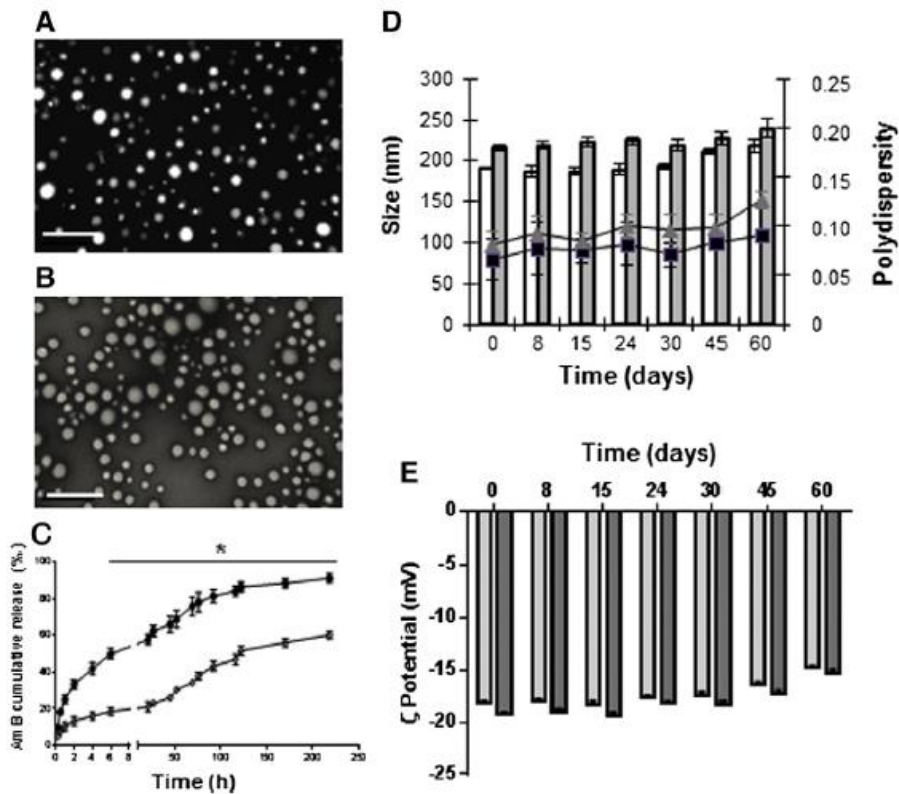 A
B
C
Am B cumulative release (%)
100
80
60
40
20
0
0 2 4 6 8 50 100 150 200 250
*
Time (h)
D
Size (nm)
300
250
200
150
100
50
0
0.25
0.20
0.15
0.10
0.05
0
Polydispersity
0 8 15 24 30 45 60
Time (days)
E
Time (days)
0 8 15 24 30 45 60
ζ Potential (mV)
0
-5
-10
-15
-20
-25